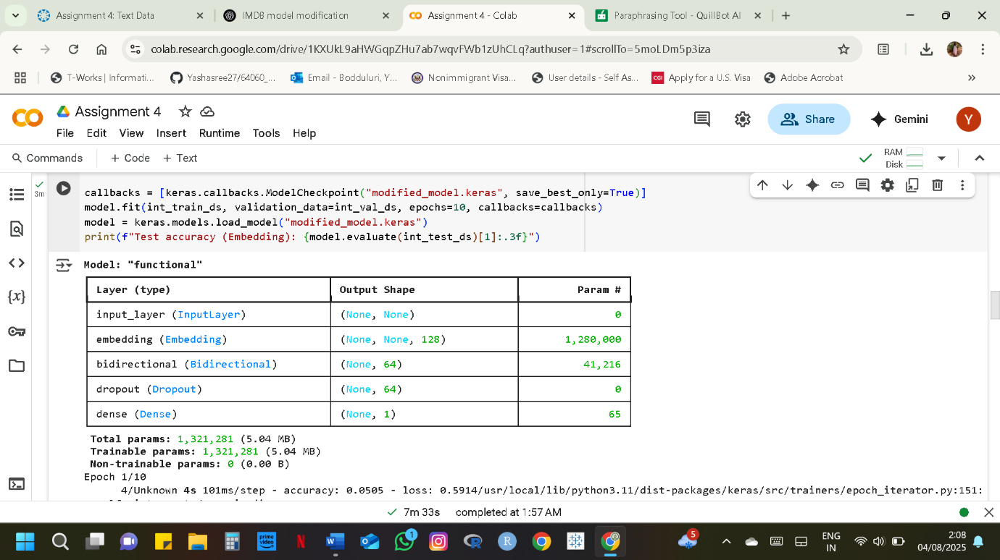 Assignment 4: Text Data
IMDB model modification
Assignment 4 - Colab
Paraphrasing Tool - QuillBot AI
colab.research.google.com/drive/1KXUkL9aHWGqpZHu7ab7wqvFWb1zUhCLq?authuser=1#scrollTo=5moLDm5p3iza
T-Works | Informati...
Yashasree27/64060_...
Email - Bodduluri, Y...
Nonimmigrant Visa...
User details - Self As...
CGI Apply for a U.S. Visa
Adobe Acrobat
»
CO Assignment 4
File Edit View Insert Runtime Tools Help
Share
Gemini
Y
Commands + Code + Text
RAM
Disk
3m
callbacks = [keras.callbacks.ModelCheckpoint("modified_model.keras", save_best_only=True)]
model.fit(int_train_ds, validation_data=int_val_ds, epochs=10, callbacks=callbacks)
model = keras.models.load_model("modified_model.keras")
print(f"Test accuracy (Embedding): {model.evaluate(int_test_ds)[1]:.3f}")
Model: "functional"
Layer (type) Output Shape Param #
input_layer (InputLayer) (None, None) 0
embedding (Embedding) (None, None, 128) 1,280,000
bidirectional (Bidirectional) (None, 64) 41,216
dropout (Dropout) (None, 64) 0
dense (Dense) (None, 1) 65
Total params: 1,321,281 (5.04 MB)
Trainable params: 1,321,281 (5.04 MB)
Non-trainable params: 0 (0.00 B)
Epoch 1/10
4/Unknown 4s 101ms/step - accuracy: 0.0505 - loss: 0.5914/usr/local/lib/python3.11/dist-packages/keras/src/trainers/epoch_iterator.py:151:
7m 33s completed at 1:57 AM
prime video
N
W
1
R
R
5
ENG
IN
2:08
04/08/2025